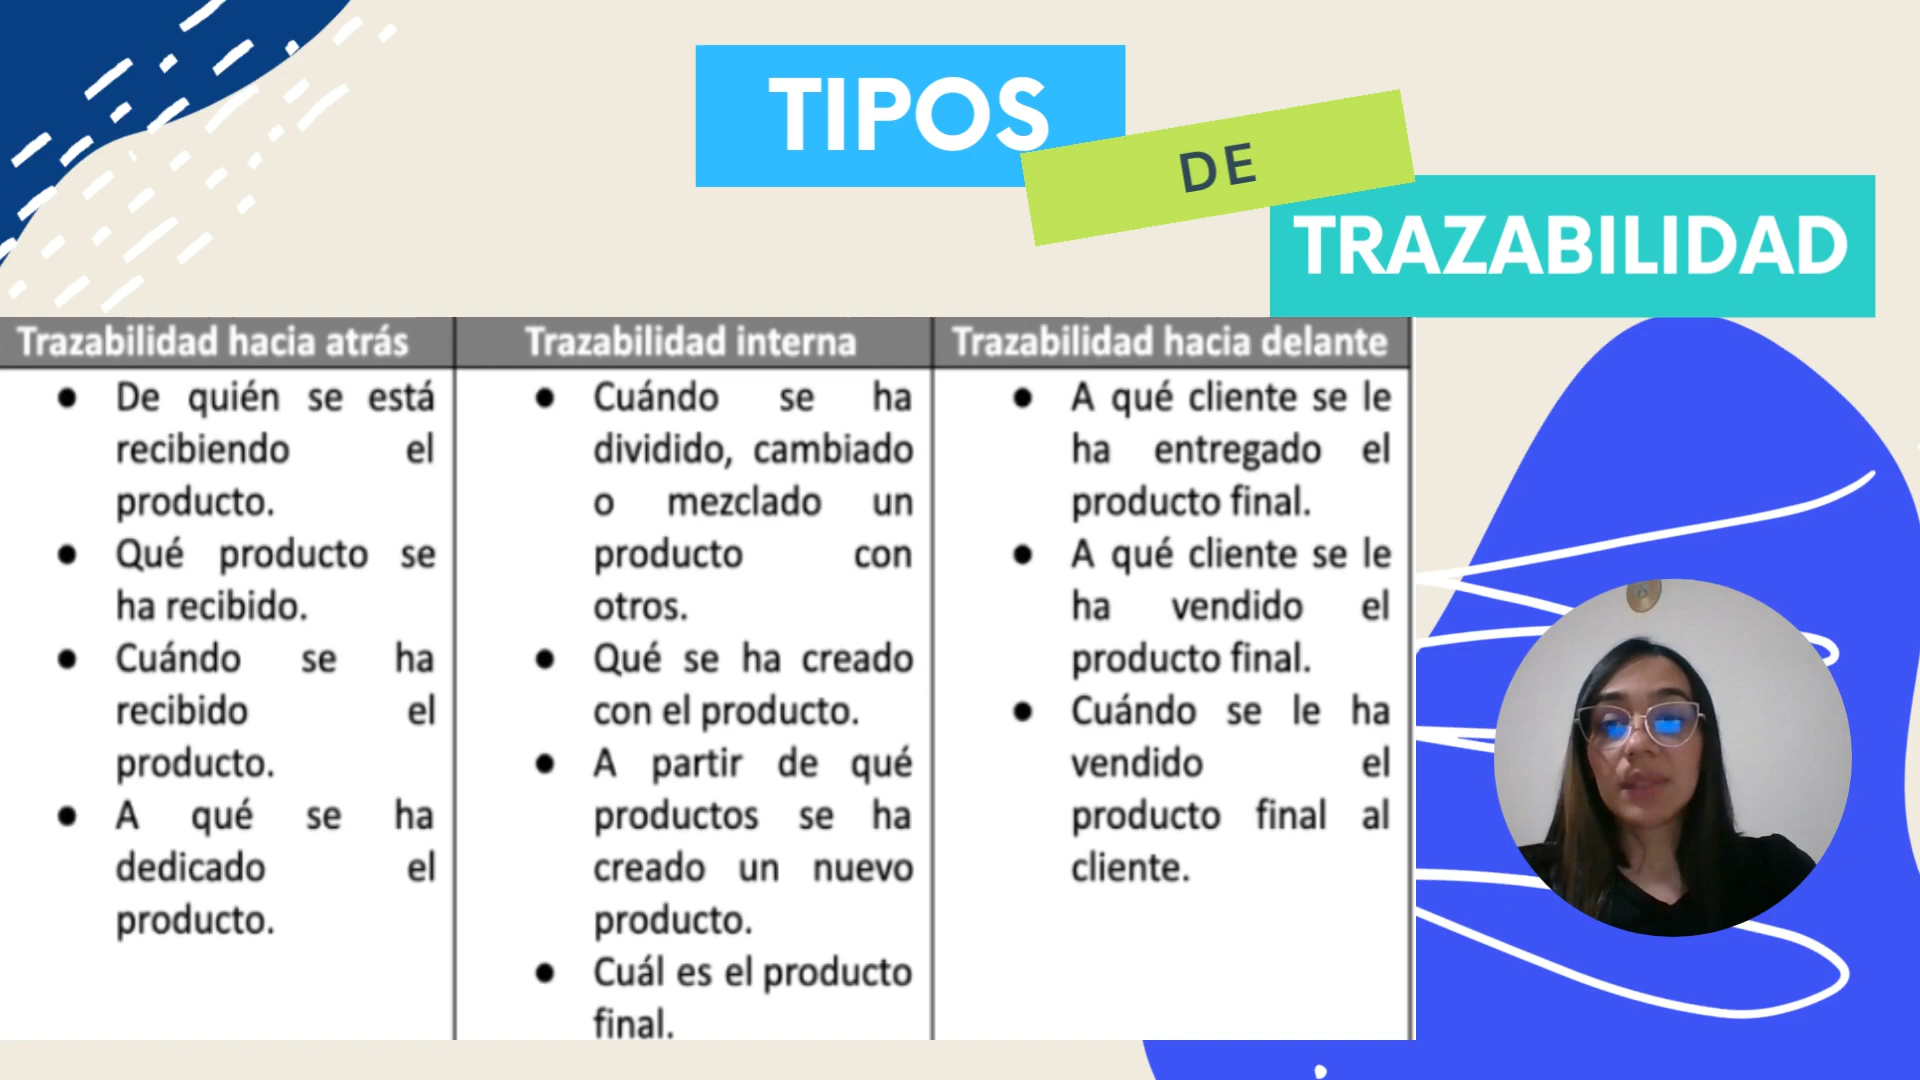 TIPOS
DE
TRAZABILIDAD
Trazabilidad hacia atrás
● De quién se está
recibiendo el
producto.
● Qué producto se
ha recibido.
● Cuándo se ha
recibido el
producto.
● A qué se ha
dedicado el
producto.
Trazabilidad interna
● Cuándo se ha
dividido, cambiado
o mezclado un
producto con
otros.
● Qué se ha creado
con el producto.
● A partir de qué
productos se ha
creado un nuevo
producto.
● Cuál es el producto
final.
Trazabilidad hacia delante
● A qué cliente se le
ha entregado el
producto final.
● A qué cliente se le
ha vendido el
producto final.
● Cuándo se le ha
vendido el
producto final al
cliente.